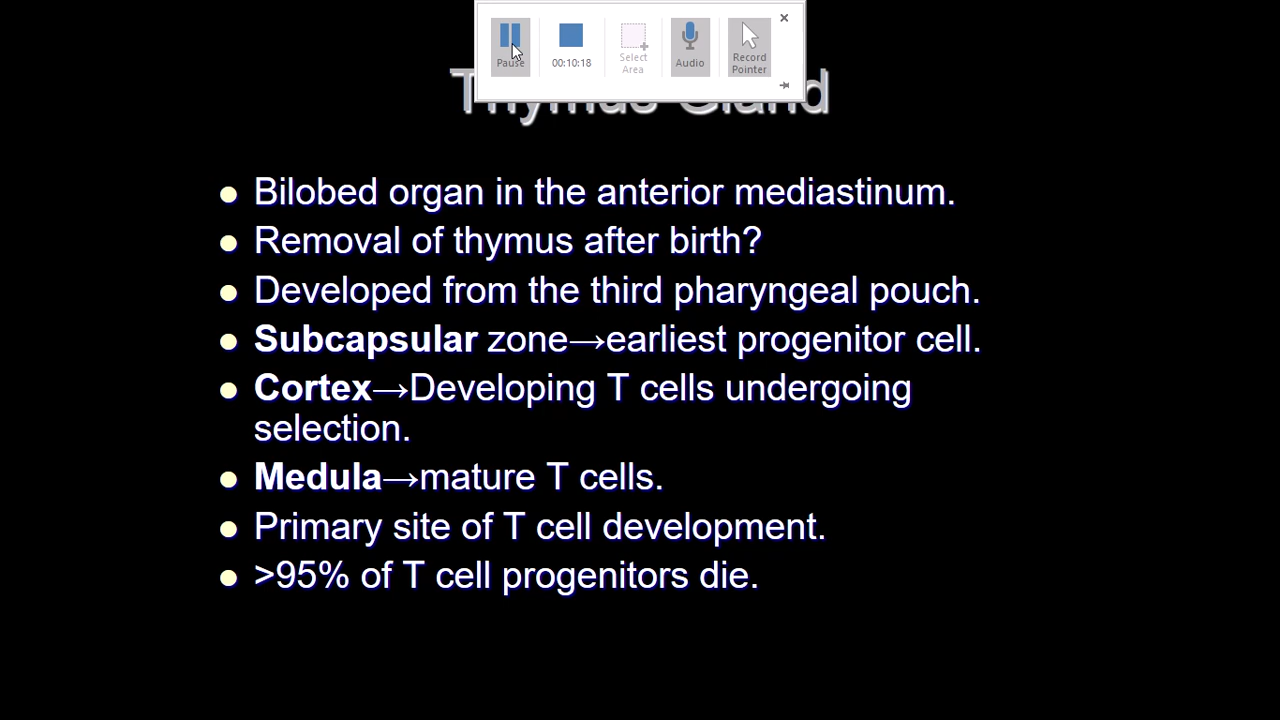 Pause
00:10:18
Select
Area
Audio
Record
Pointer
Thymus Gland
Bilobed organ in the anterior mediastinum.
Removal of thymus after birth?
Developed from the third pharyngeal pouch.
Subcapsular zone→earliest progenitor cell.
Cortex→Developing T cells undergoing
selection.
Medula→mature T cells.
Primary site of T cell development.
>95% of T cell progenitors die.